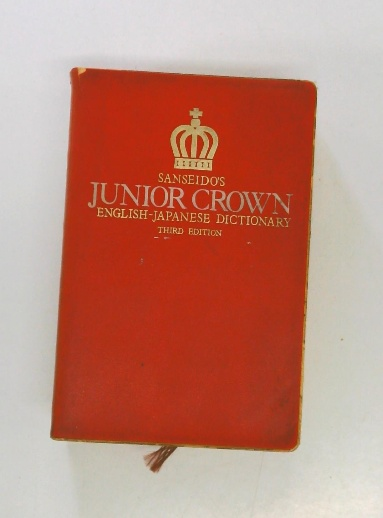 SANSEIDO'S
JUNIOR CROWN
ENGLISH-JAPANESE DICTIONARY
THIRD EDITION